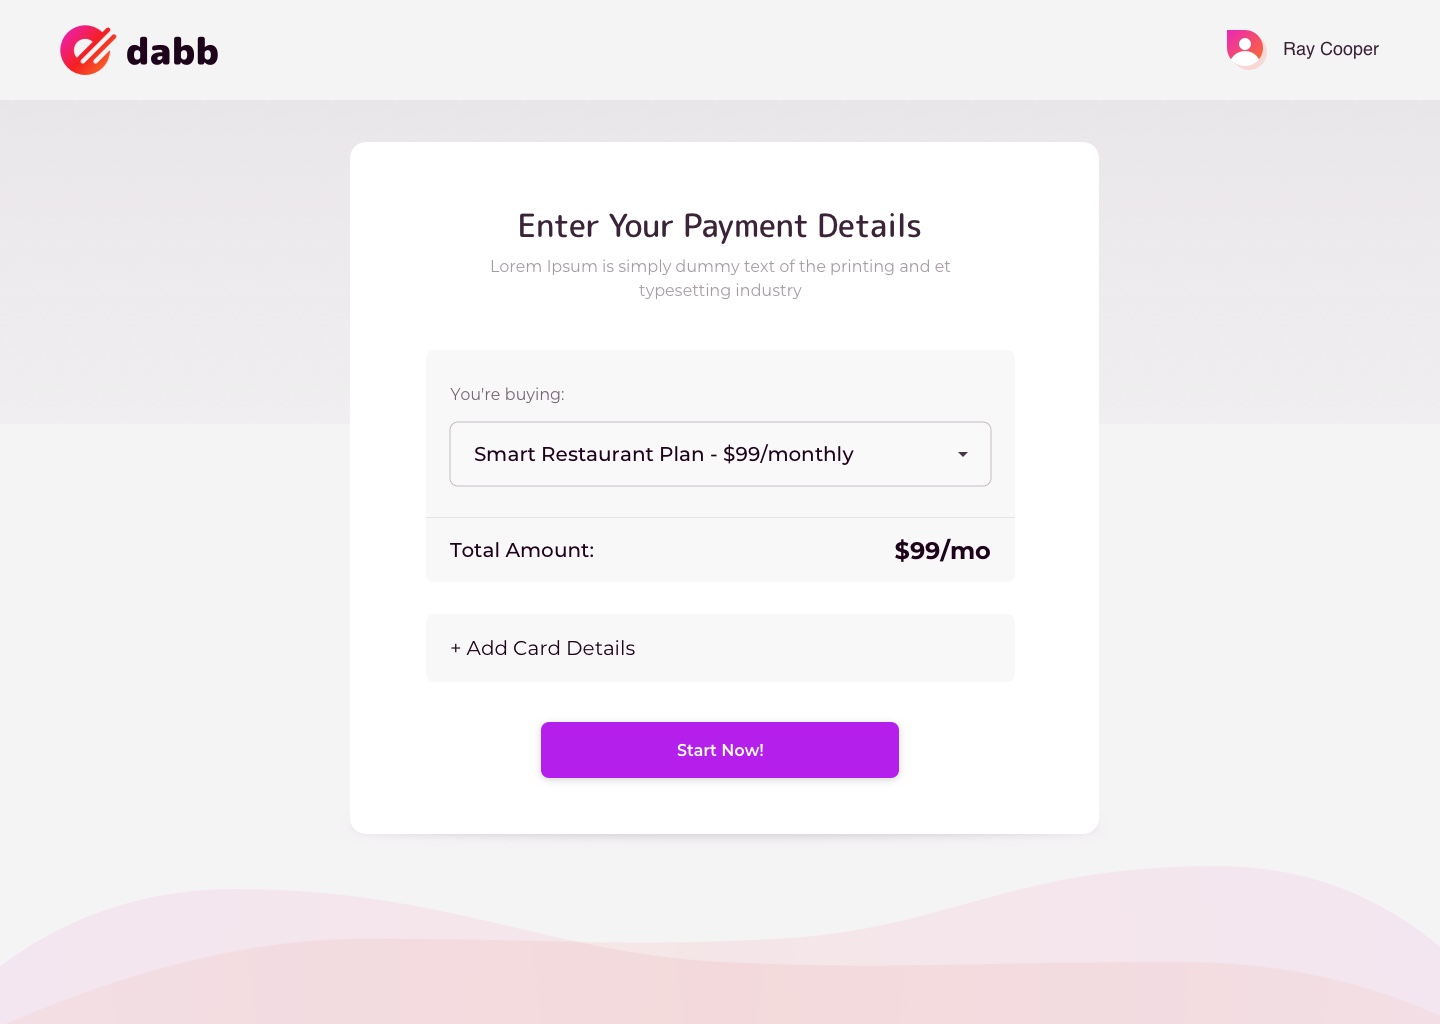 dabb
Ray Cooper
Enter Your Payment Details
Lorem Ipsum is simply dummy text of the printing and et
typesetting industry
You're buying:
Smart Restaurant Plan - $99/monthly
Total Amount:
$99/mo
+ Add Card Details
Start Now!